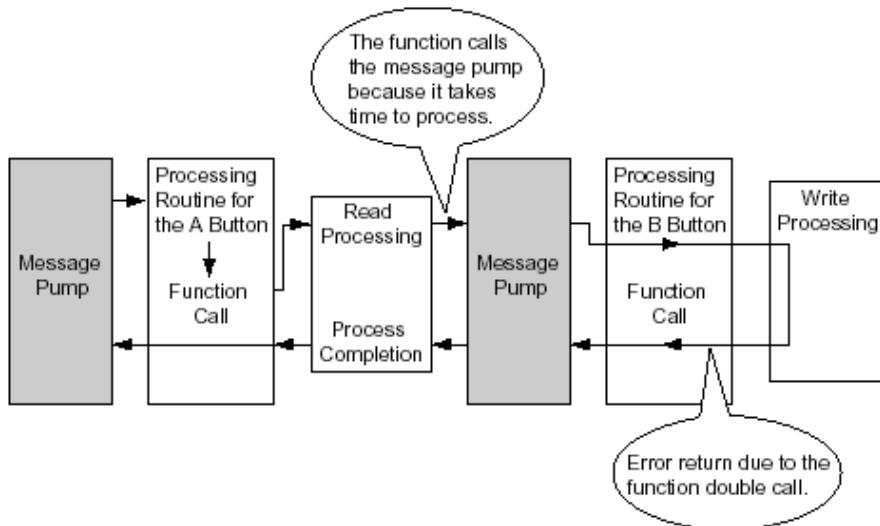 The function calls
the message pump
because it takes
time to process.
Message
Pump
Processing
Routine for
the A Button
Function
Call
Read
Processing
Process
Completion
Message
Pump
Processing
Routine for
the B Button
Function
Call
Write
Processing
Error return due to the
function double call.